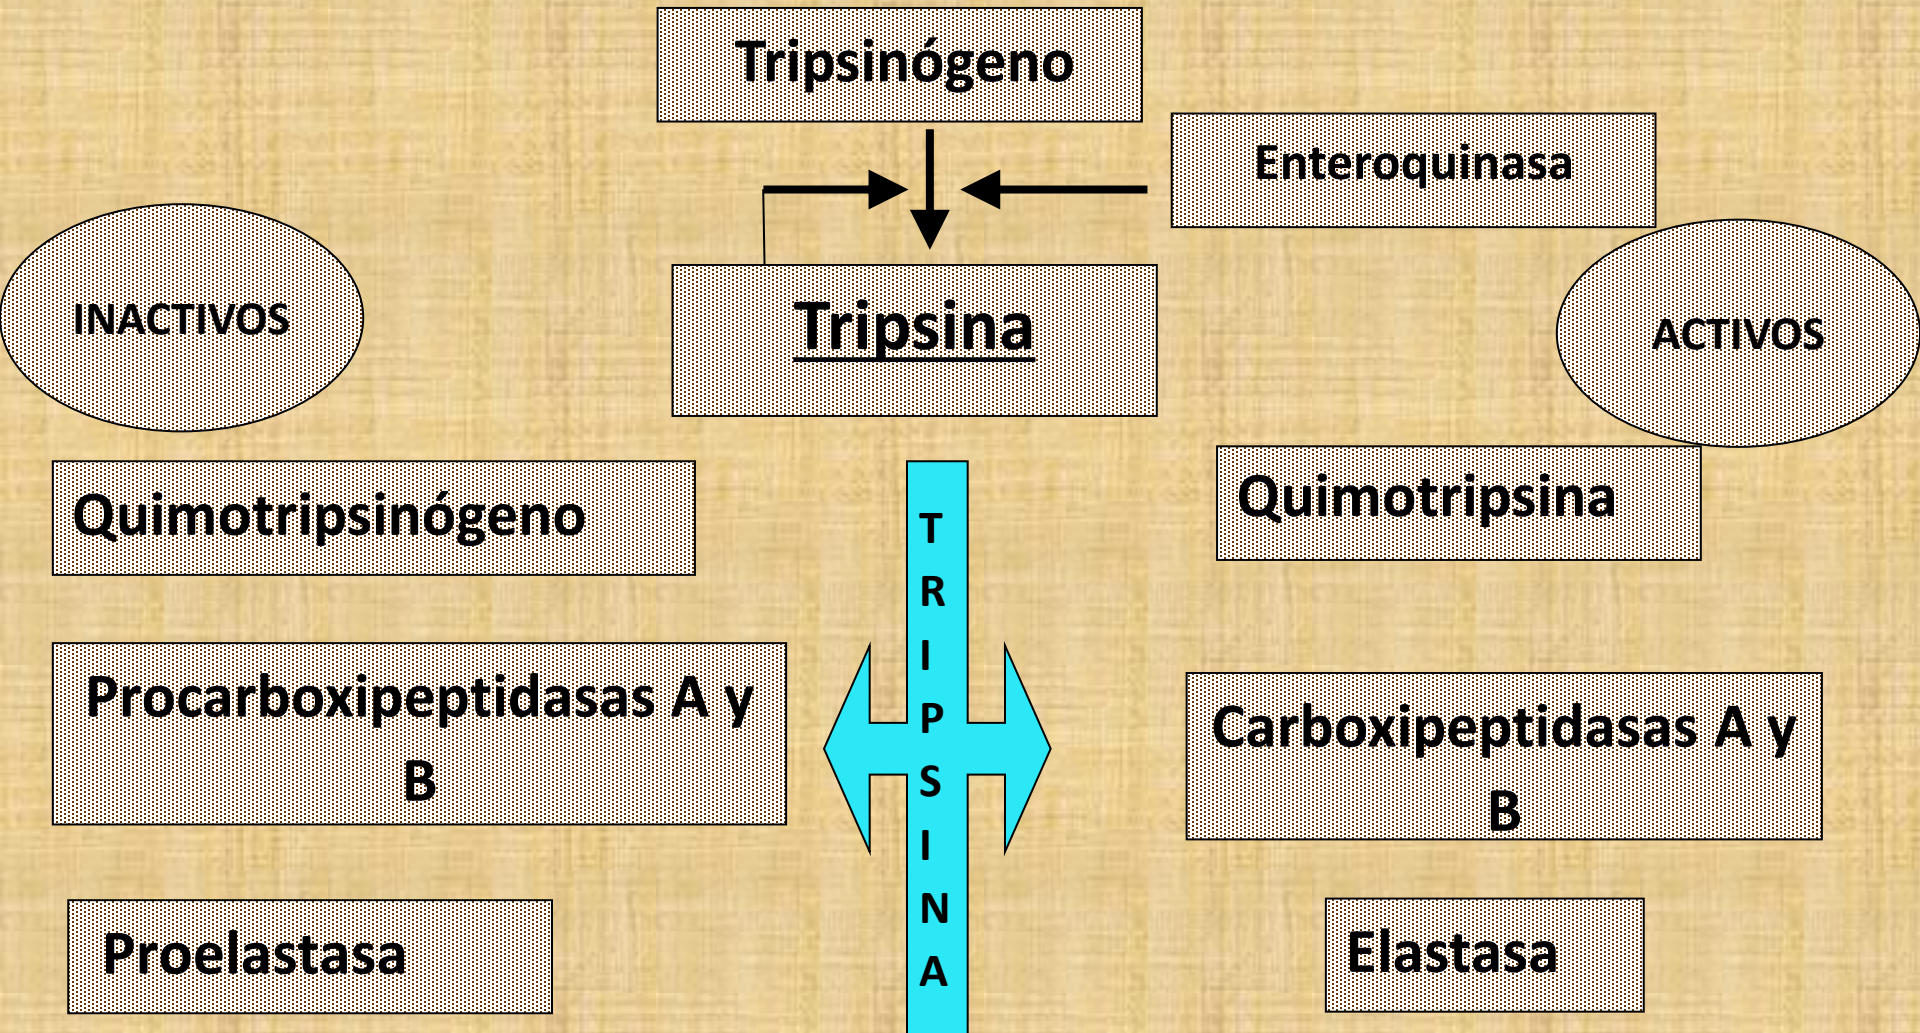 Tripsinógeno
Enteroquinasa
INACTIVOS
Tripsina
ACTIVOS
Quimotripsinógeno
Quimotripsina
T
R
I
P
S
I
N
A
Procarboxipeptidasas A y
B
Carboxipeptidasas A y
B
Proelastasa
Elastasa